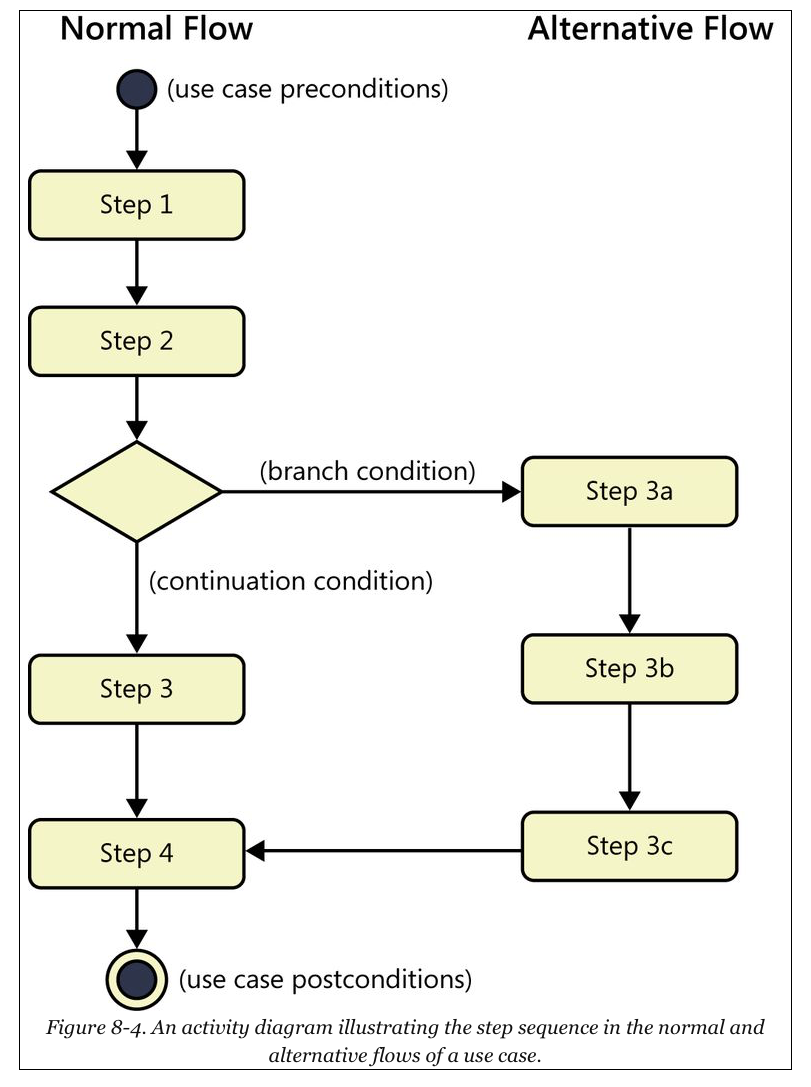 Normal Flow
Alternative Flow
(use case preconditions)
Step 1
Step 2
(branch condition)
Step 3a
(continuation condition)
Step 3b
Step 3
Step 3c
Step 4
(use case postconditions)
Figure 8-4. An activity diagram illustrating the step sequence in the normal and
alternative flows of a use case.